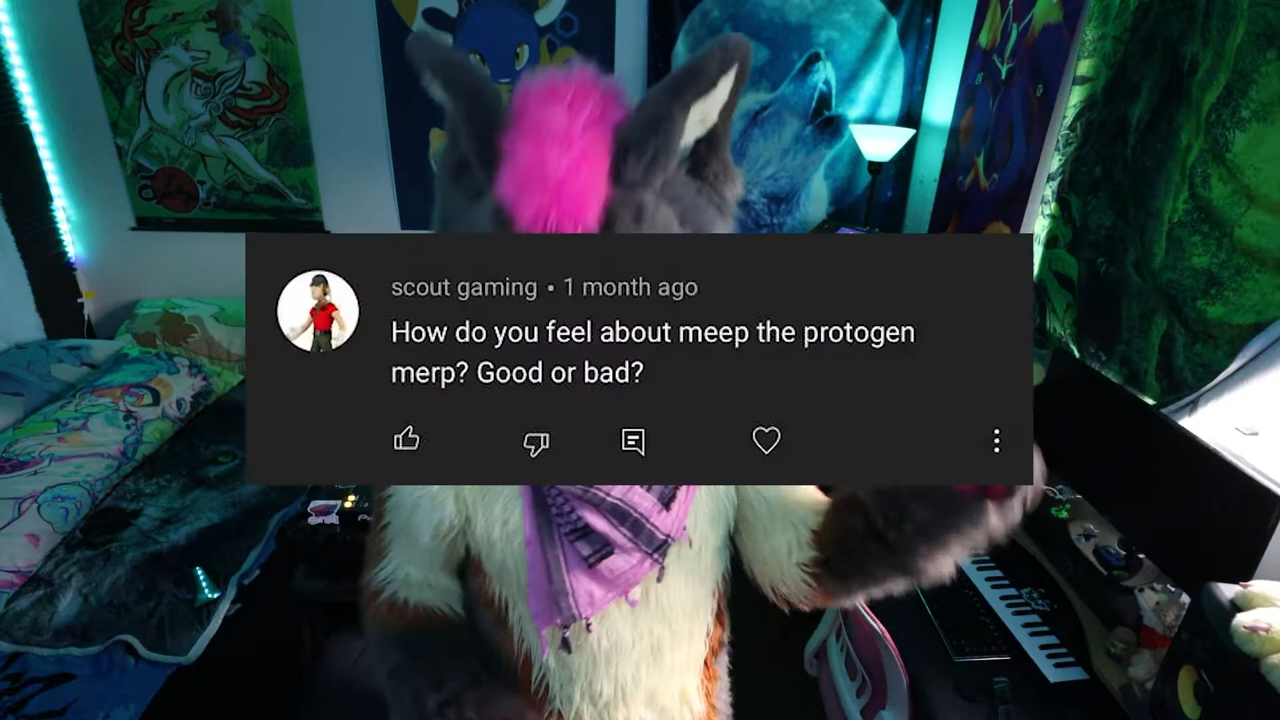 scout gaming • 1 month ago
How do you feel about meep the protogen
merp? Good or bad?